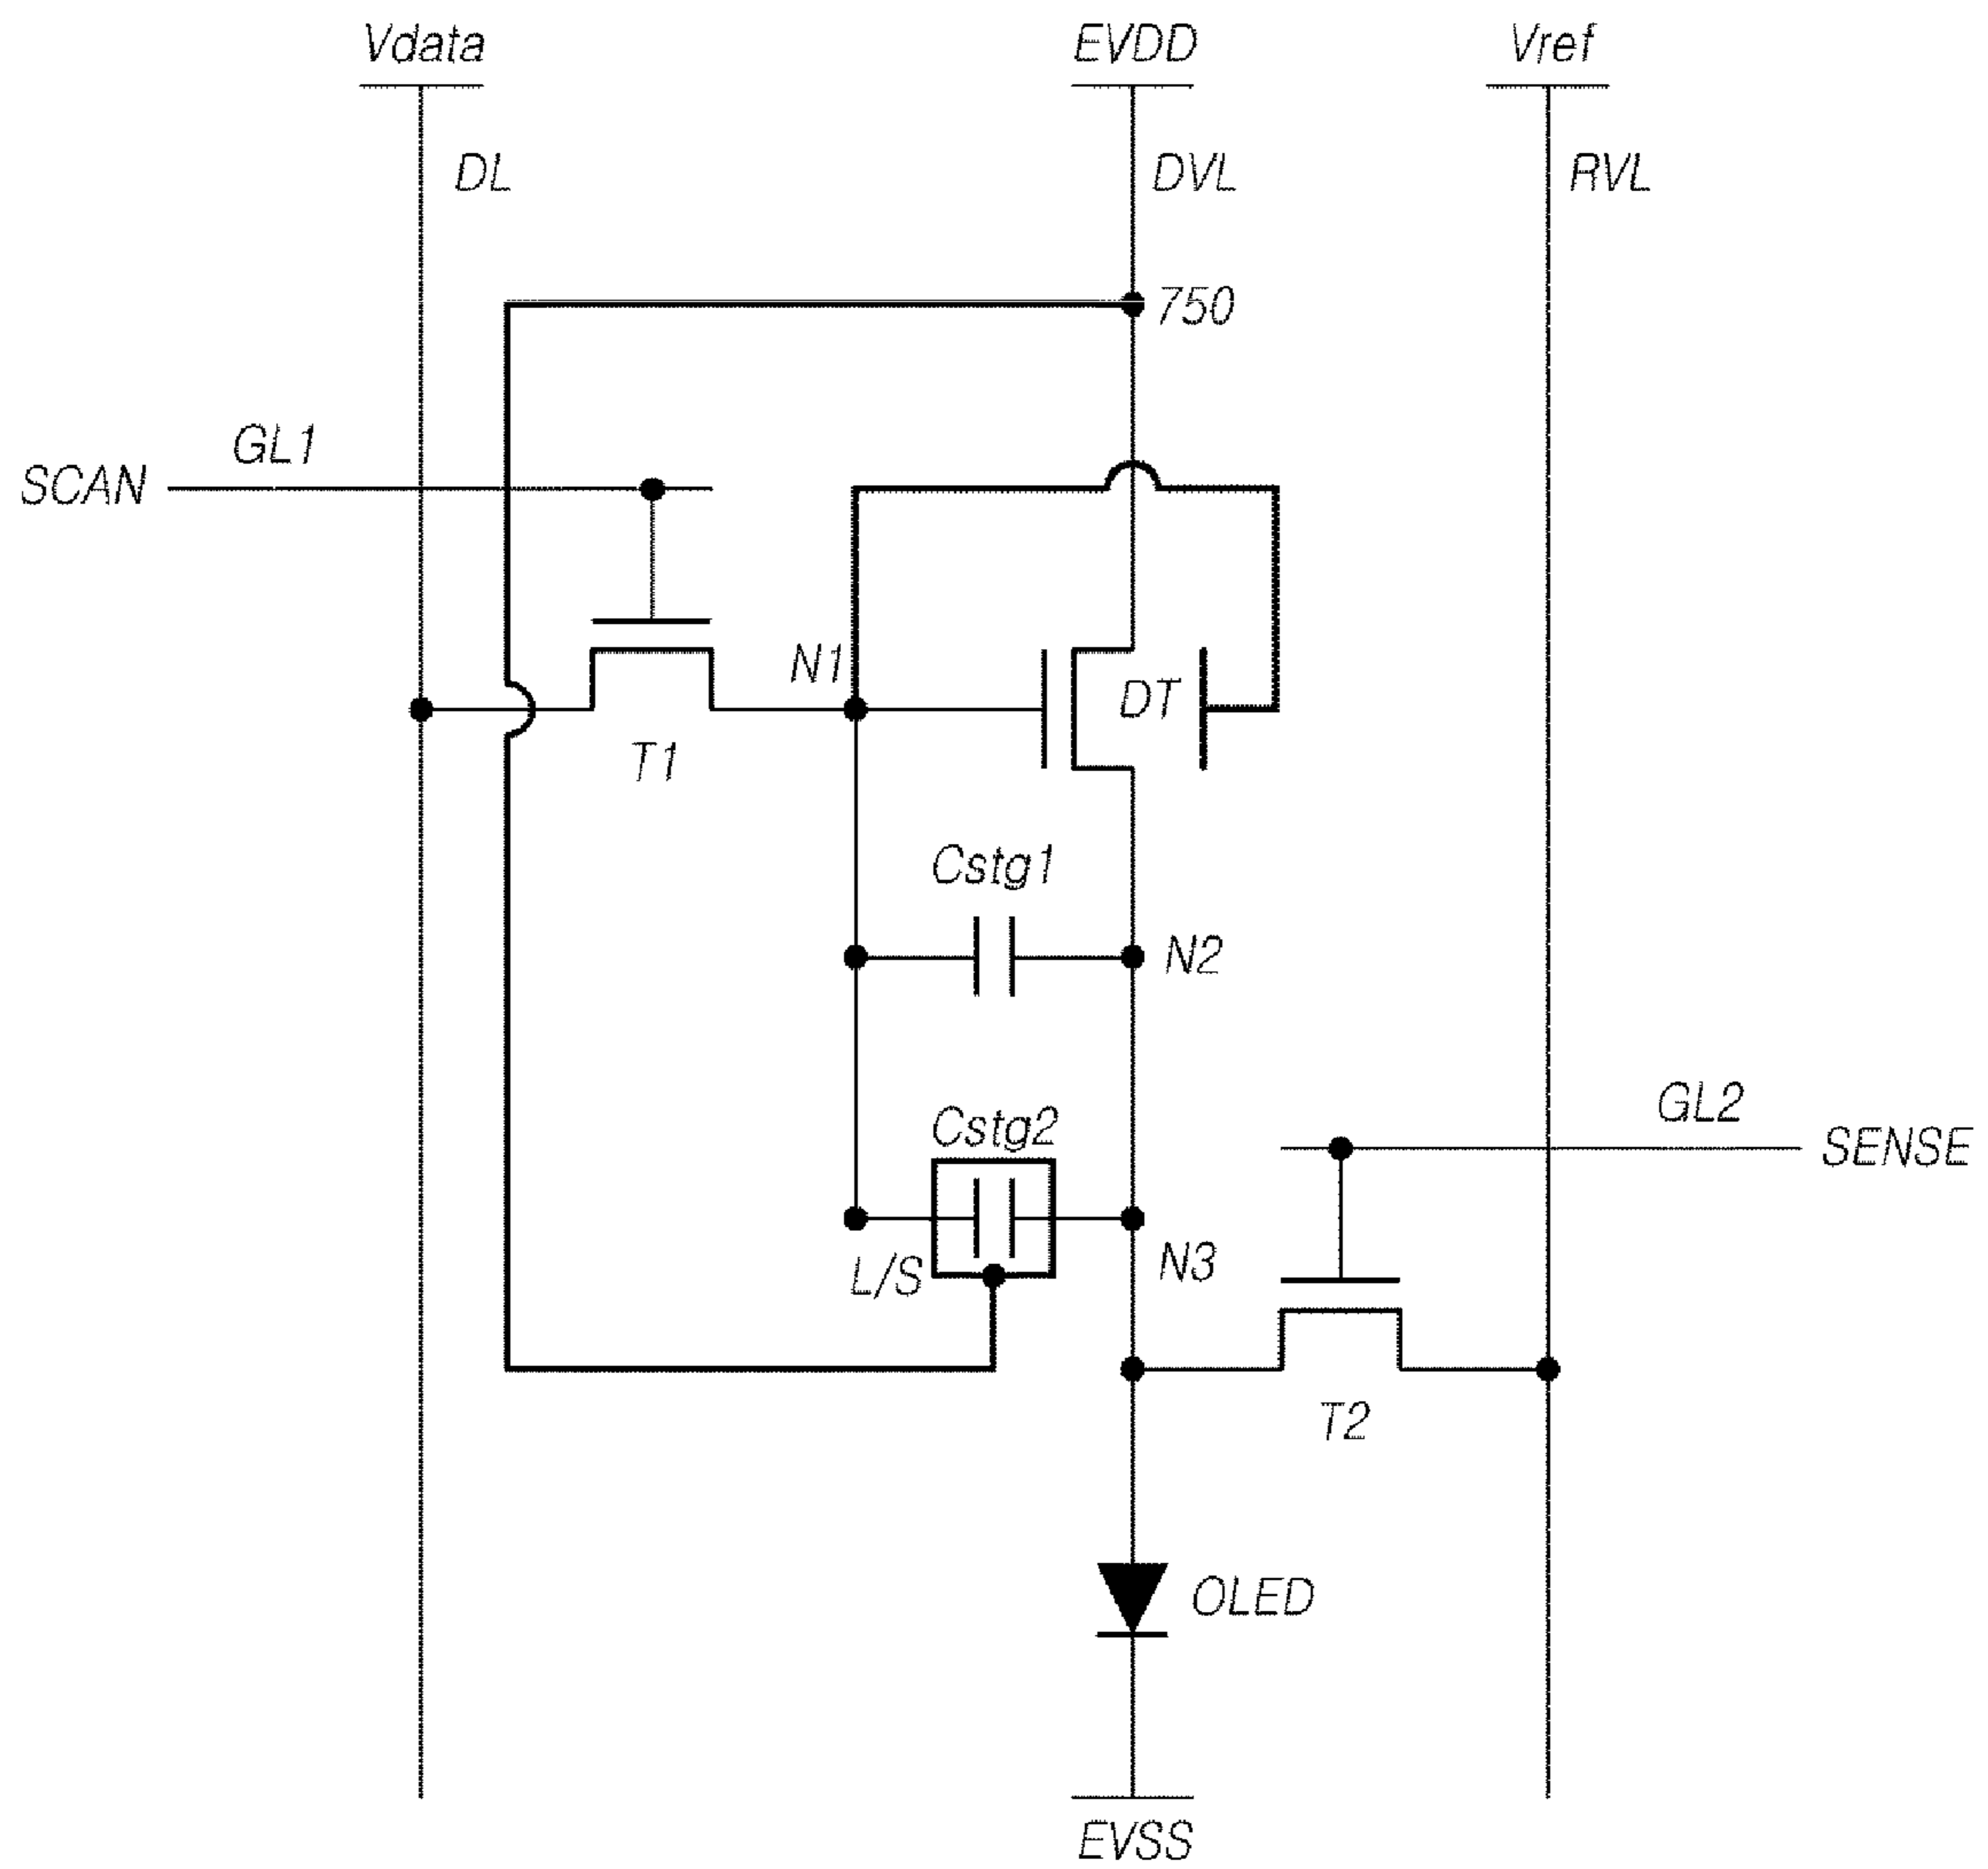 Vdata
EVDD
Vref
DL
DVL
RVL
750
GL1
SCAN
N1
DT
T1
Cstg1
N2
GL2
Cstg2
SENSE
L/S
N3
T2
OLED
EVSS